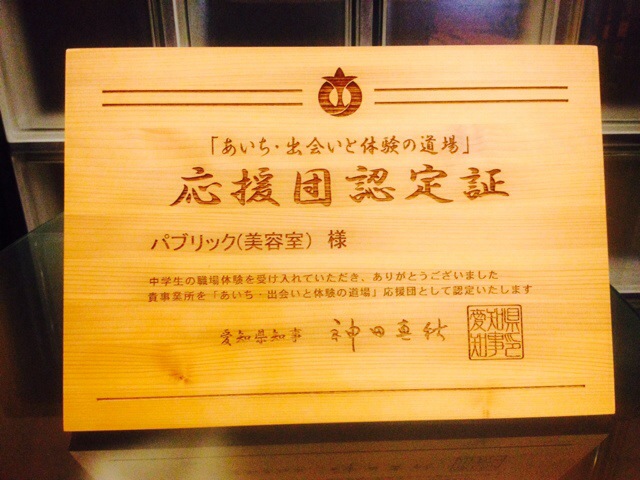 「あいち・出会いと体験の道場」
応援団認定証
パブリック(美容室) 様
中学生の職場体験を受け入れていただき、ありがとうございました
貴事業所を「あいち・出会いと体験の道場」応援団として認定いたします
愛知県知事 神田真秋
愛知県知事印